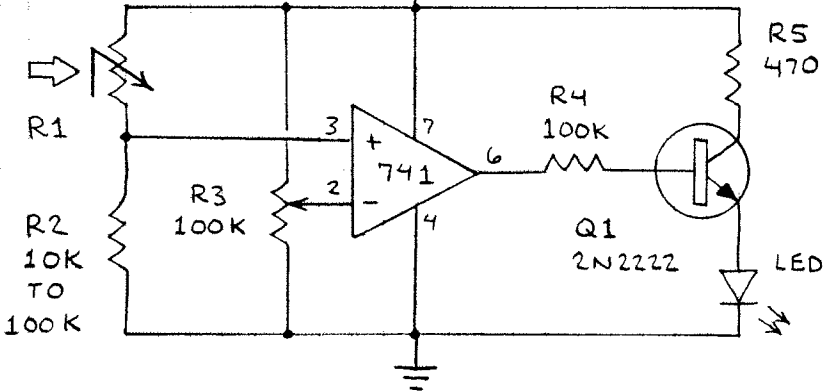 R1
R2
10K
TO
100K
R3
100K
3
+
2
-
741
7
4
6
R4
100K
Q1
2N2222
R5
470
LED